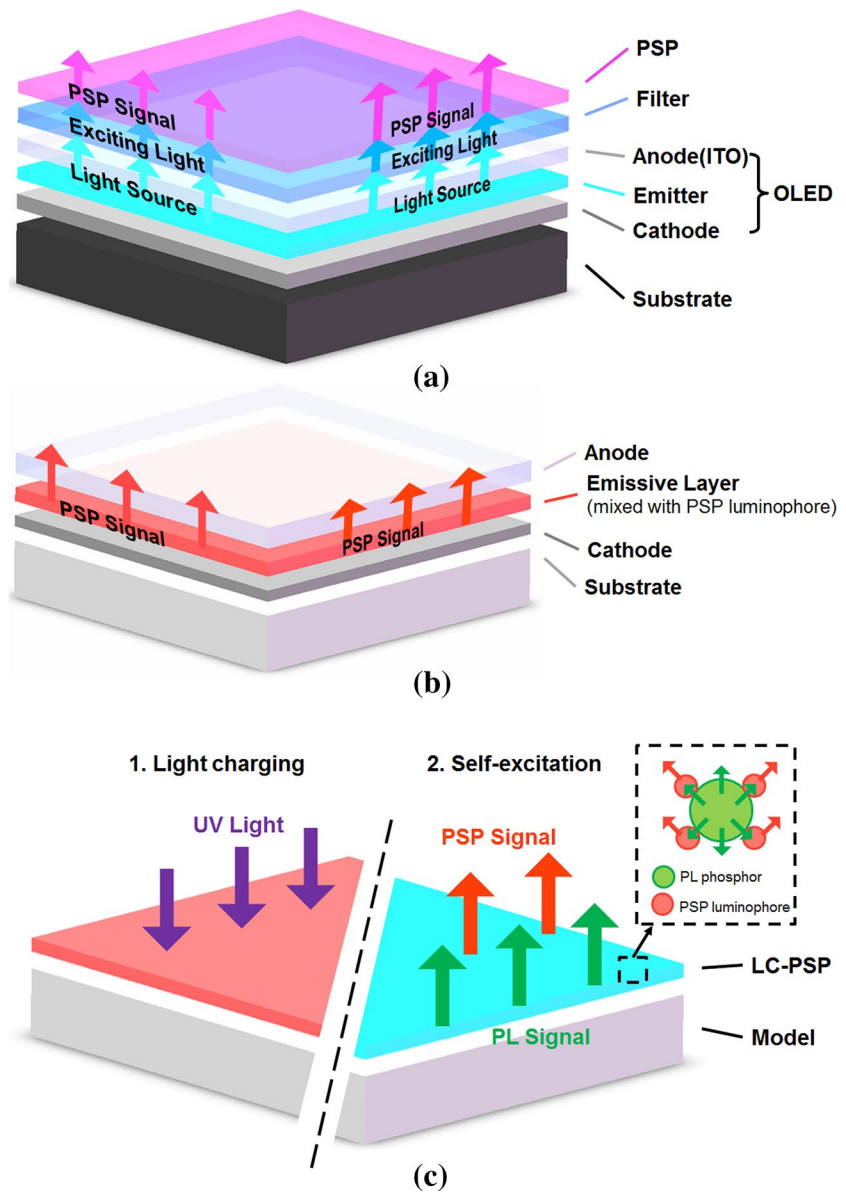 PSP
PSP Signal
PSP Signal
Filter
Exciting Light
Exciting Light
Anode(ITO)
Light Source
Light Source
Emitter
OLED
Cathode
Substrate
(a)
Anode
Emissive Layer
(mixed with PSP luminophore)
PSP Signal
PSP Signal
Cathode
Substrate
(b)
1. Light charging
2. Self-excitation
UV Light
PSP Signal
PL phosphor
PSP luminophore
LC-PSP
PL Signal
Model
(c)